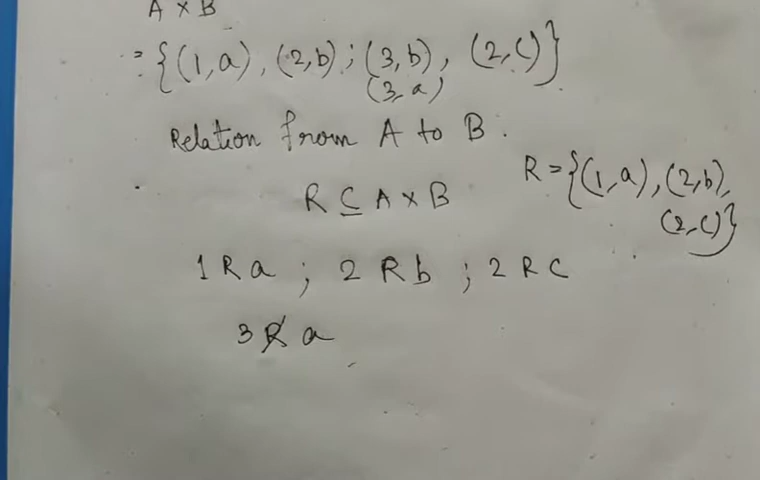 A × B
= {(1, a), (2, b); (3, b), (2, c)}
(3, a)
Relation from A to B.
R = {(1, a), (2, b),
(2, c)}
R ⊆ A × B
1 R a ; 2 R b ; 2 R c
3 R̸ a